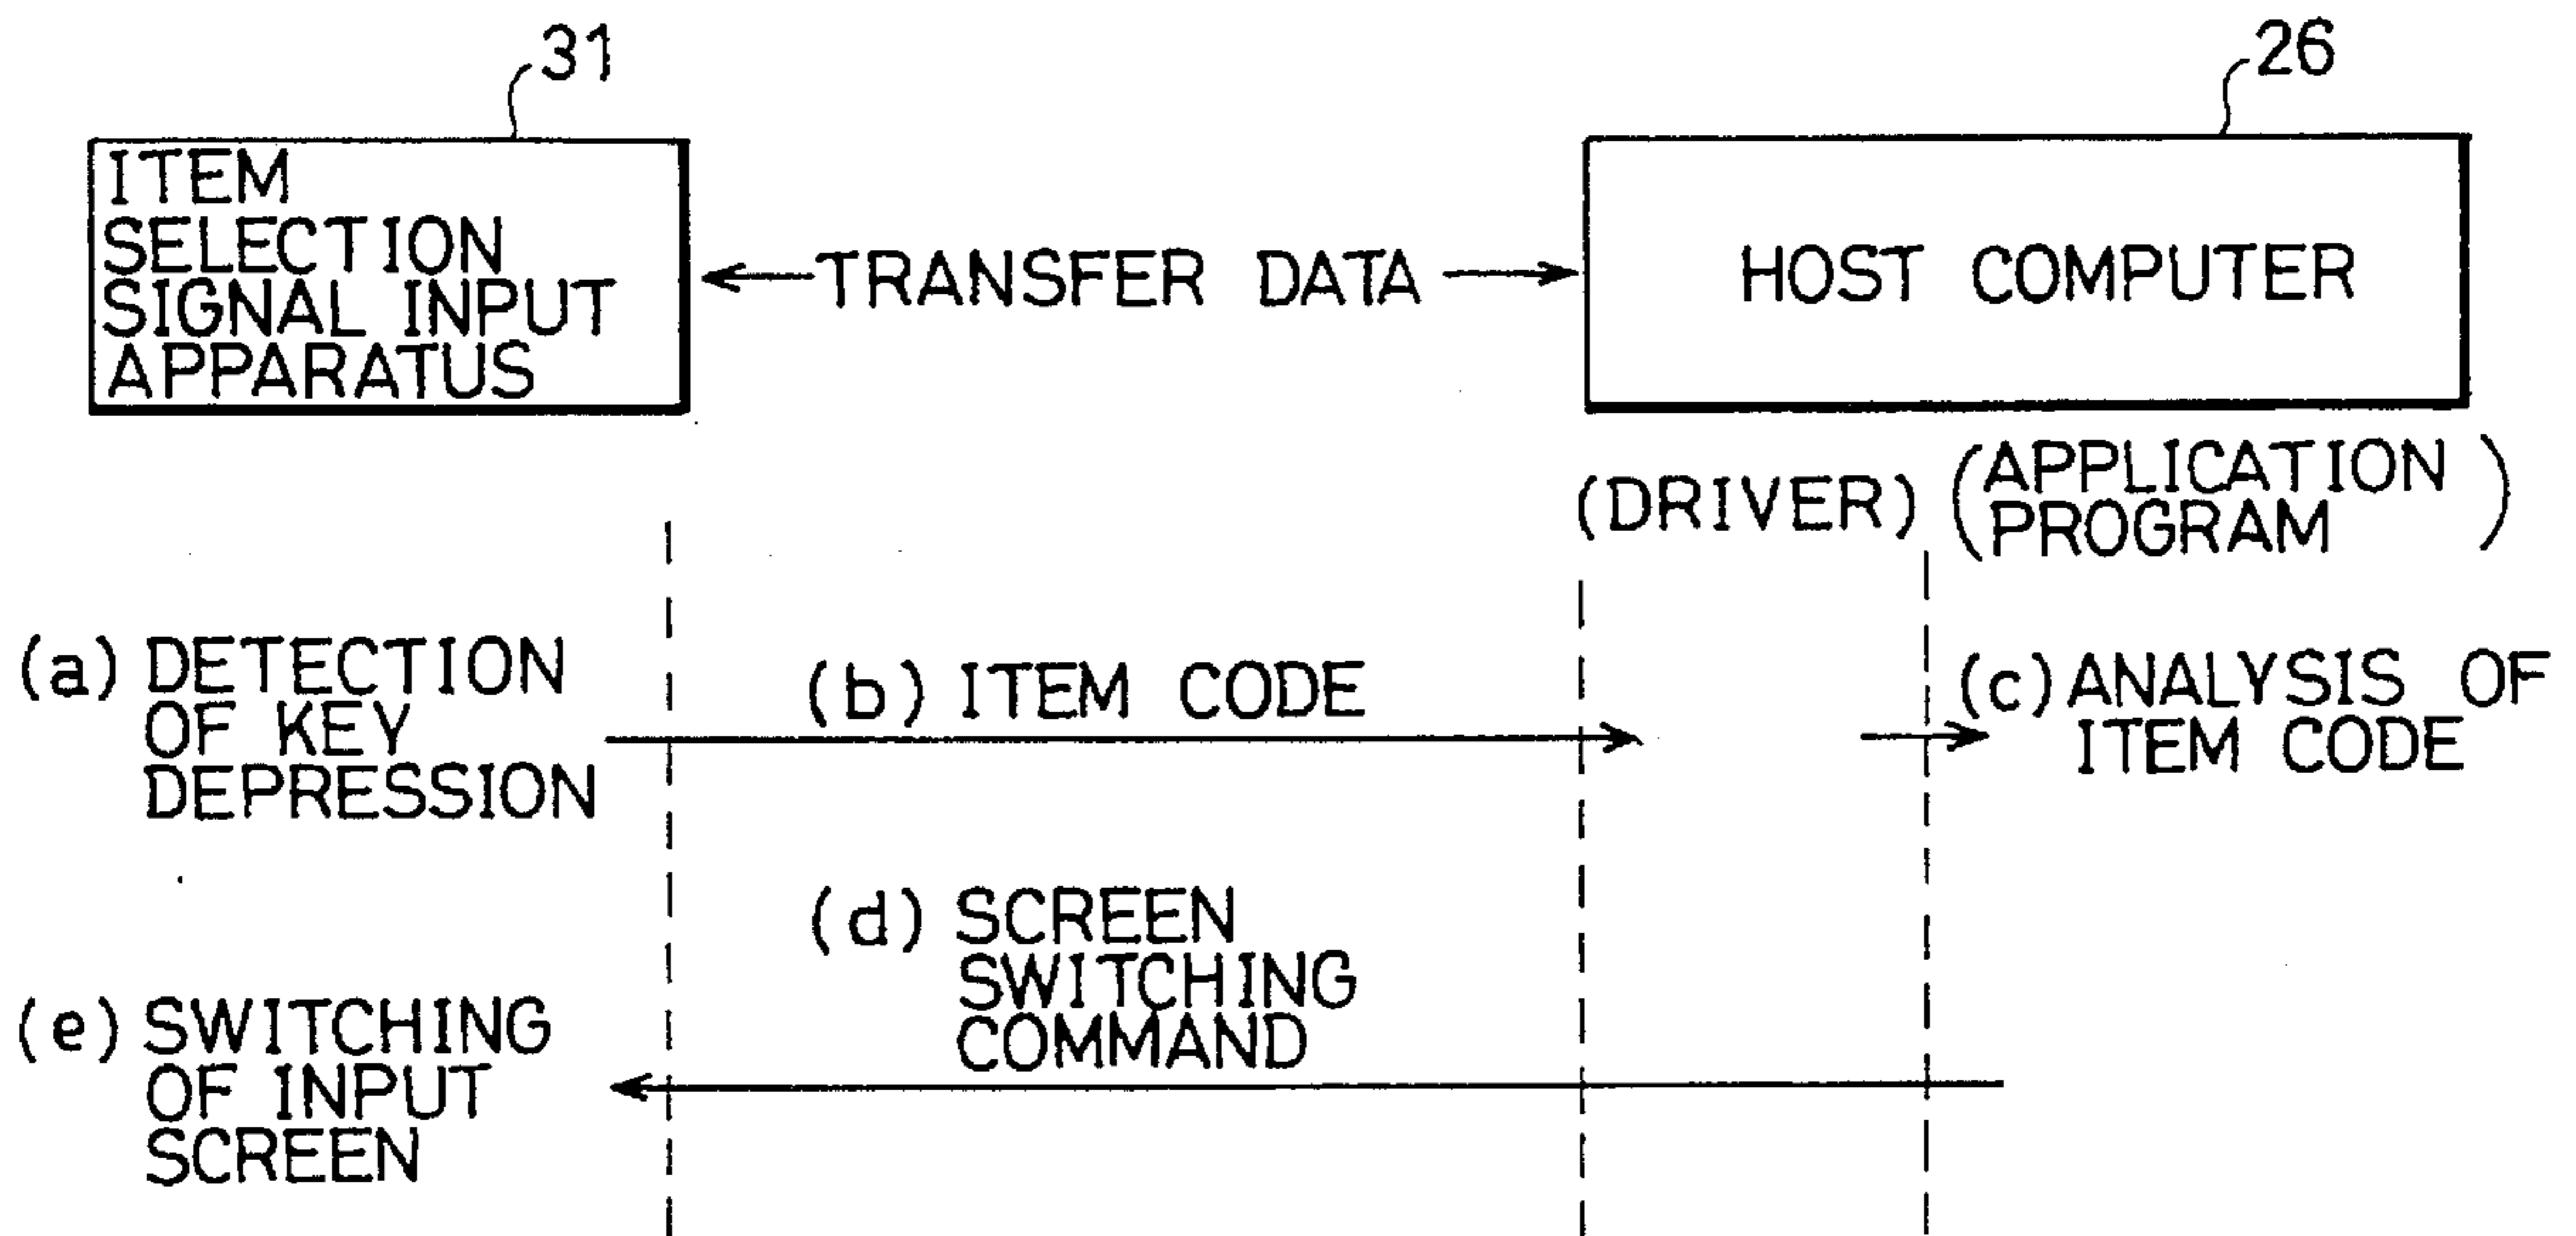 31
26
ITEM
SELECTION
SIGNAL INPUT
APPARATUS
TRANSFER DATA
HOST COMPUTER
(DRIVER)
(APPLICATION
PROGRAM)
(a) DETECTION
OF KEY
DEPRESSION
(b) ITEM CODE
(c) ANALYSIS OF
ITEM CODE
(d) SCREEN
SWITCHING
COMMAND
(e) SWITCHING
OF INPUT
SCREEN